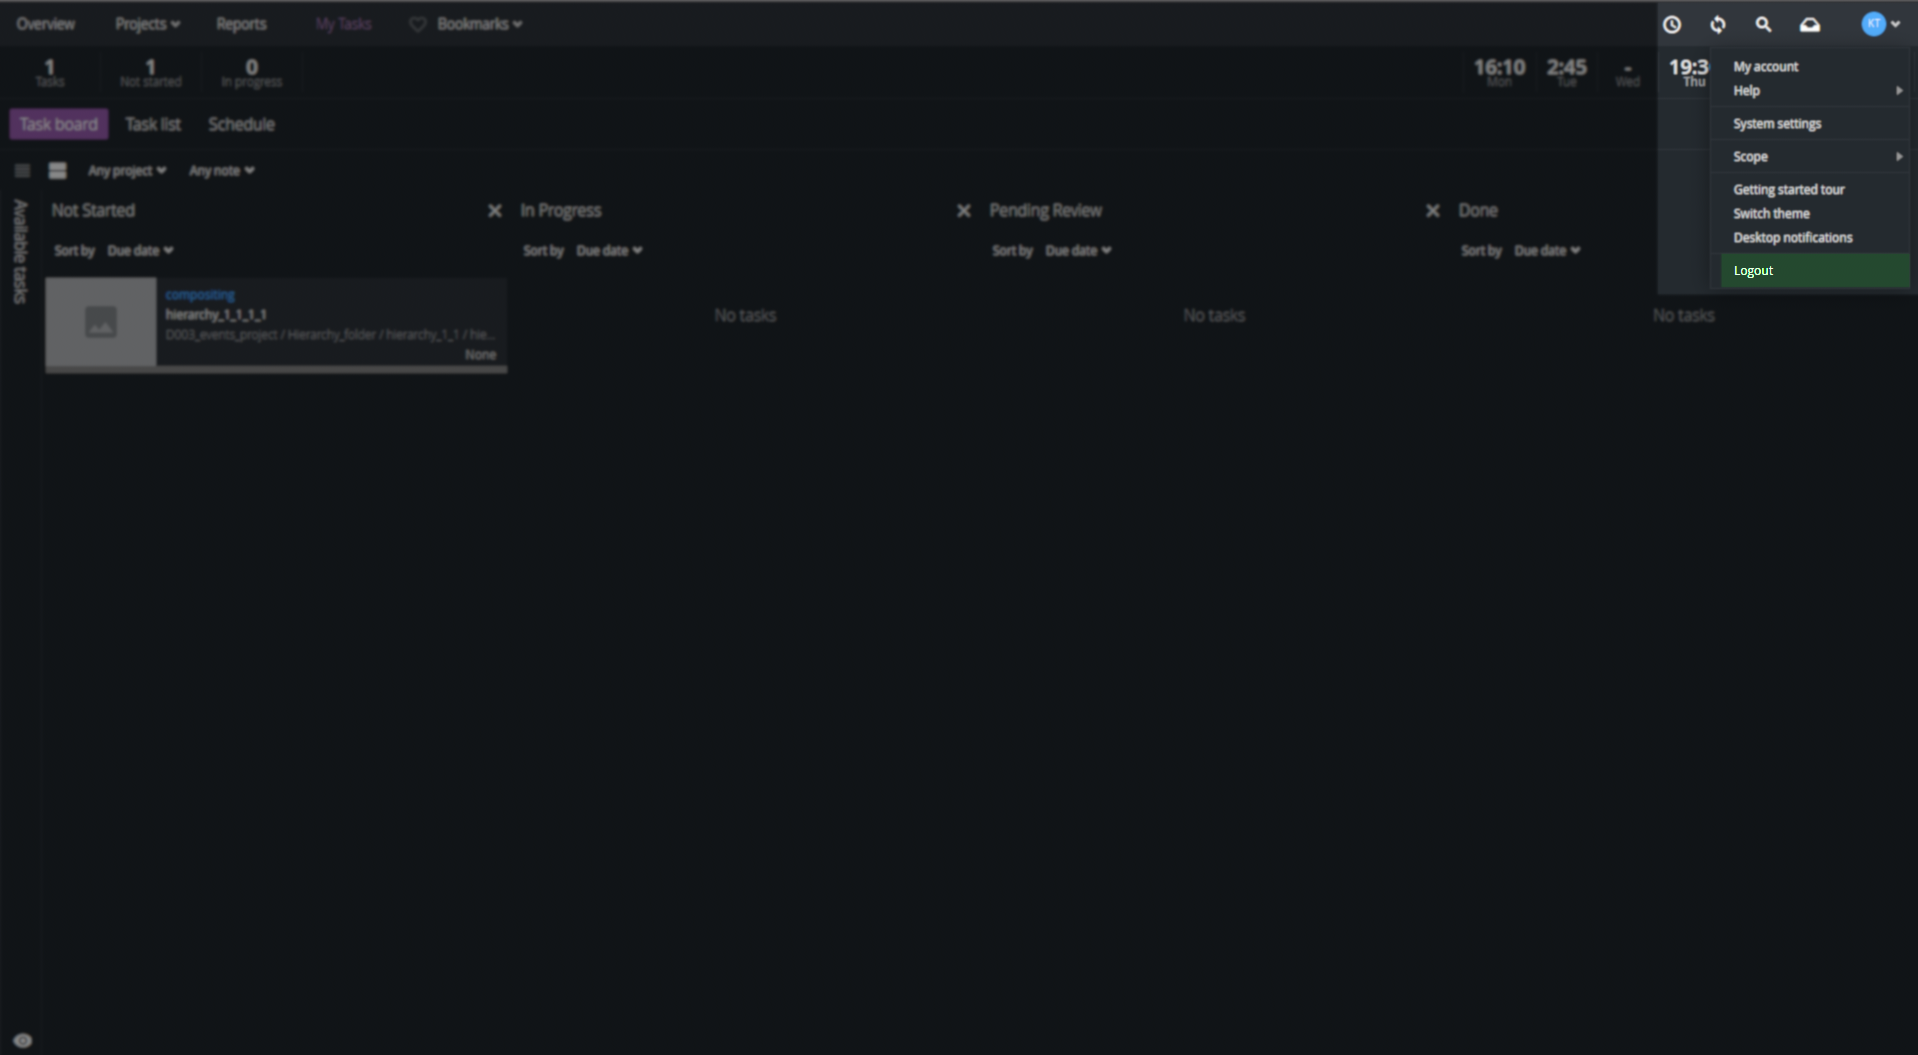 Overview Projects Reports My Tasks Bookmarks KT
1 1 0 16:10 2:45 - 19:3
Tasks Not started In progress Mon Tue Wed Thu
My account
Help
System settings
Scope
Getting started tour
Switch theme
Desktop notifications
Logout
Task board Task list Schedule
Any project Any note
Available tasks
Not Started In Progress Pending Review Done
Sort by Due date Sort by Due date Sort by Due date Sort by Due date
compositing
hierarchy_1_1_1_1
D003_events_project / Hierarchy_folder / hierarchy_1_1 / hie...
None
No tasks No tasks No tasks